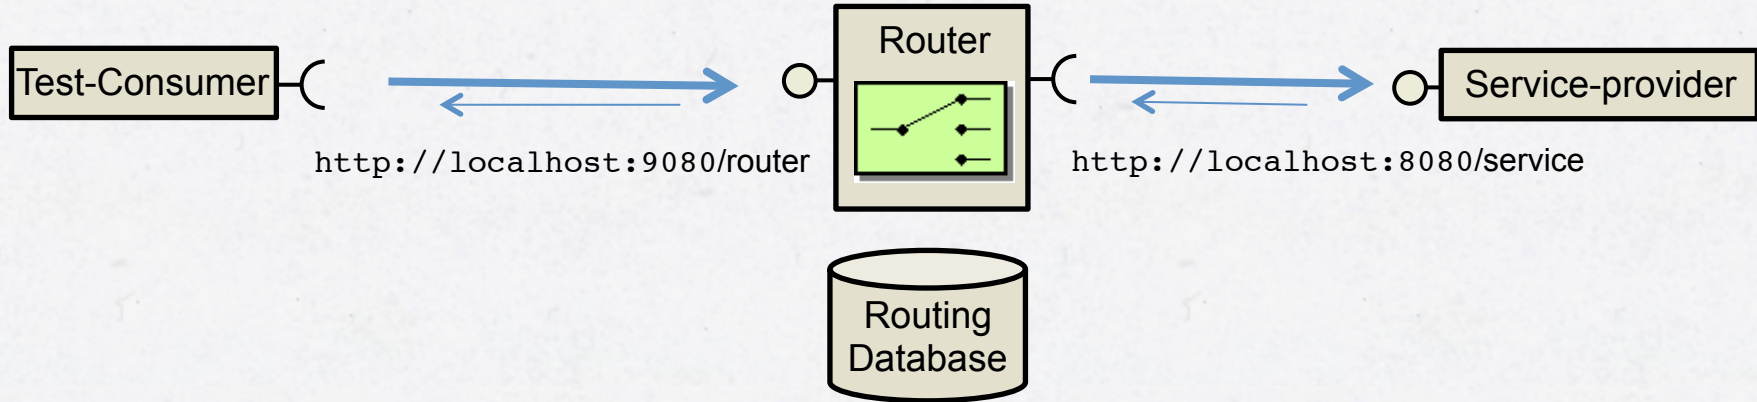 Test-Consumer
Router
Service-provider
http://localhost:9080/router
http://localhost:8080/service
Routing
Database